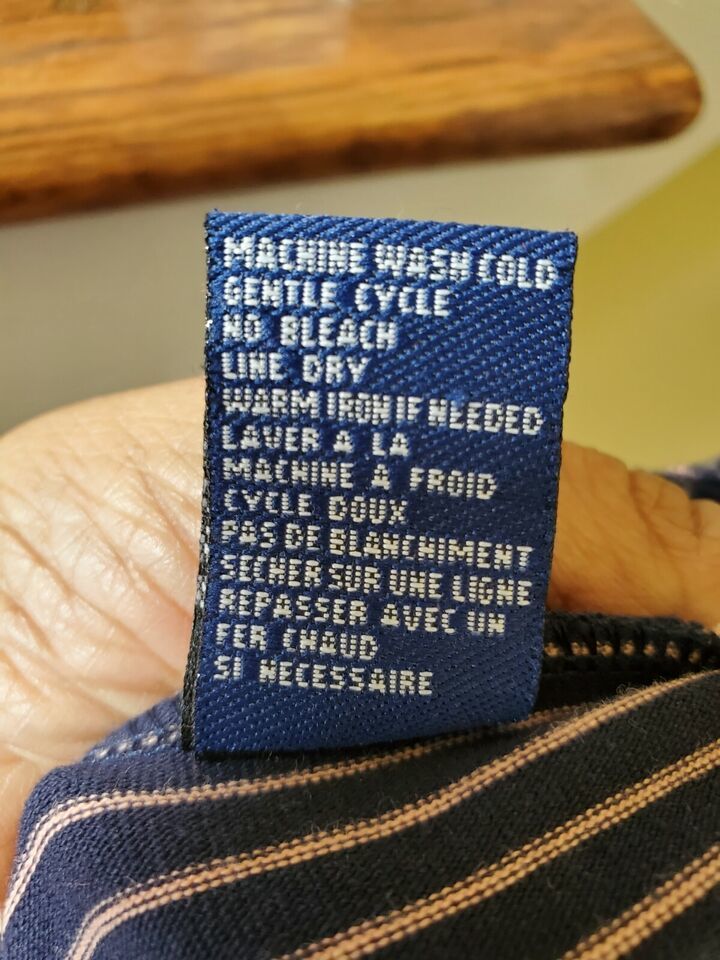 MACHINE WASH COLD
GENTLE CYCLE
NO BLEACH
LINE DRY
WARM IRON IF NEEDED
LAVER A LA
MACHINE A FROID
CYCLE DOUX
PAS DE BLANCHIMENT
SECHER SUR UNE LIGNE
REPASSER AVEC UN
FER CHAUD
SI NECESSAIRE